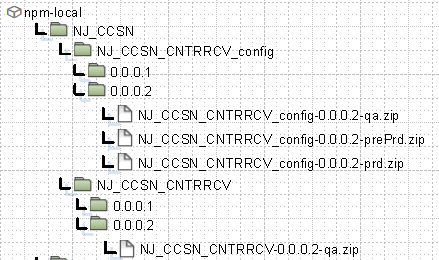 npm-local
NJ_CCSN
NJ_CCSN_CNTRRCV_config
0.0.0.1
0.0.0.2
NJ_CCSN_CNTRRCV_config-0.0.0.2-qa.zip
NJ_CCSN_CNTRRCV_config-0.0.0.2-prePrd.zip
NJ_CCSN_CNTRRCV_config-0.0.0.2-prd.zip
NJ_CCSN_CNTRRCV
0.0.0.1
0.0.0.2
NJ_CCSN_CNTRRCV-0.0.0.2-qa.zip